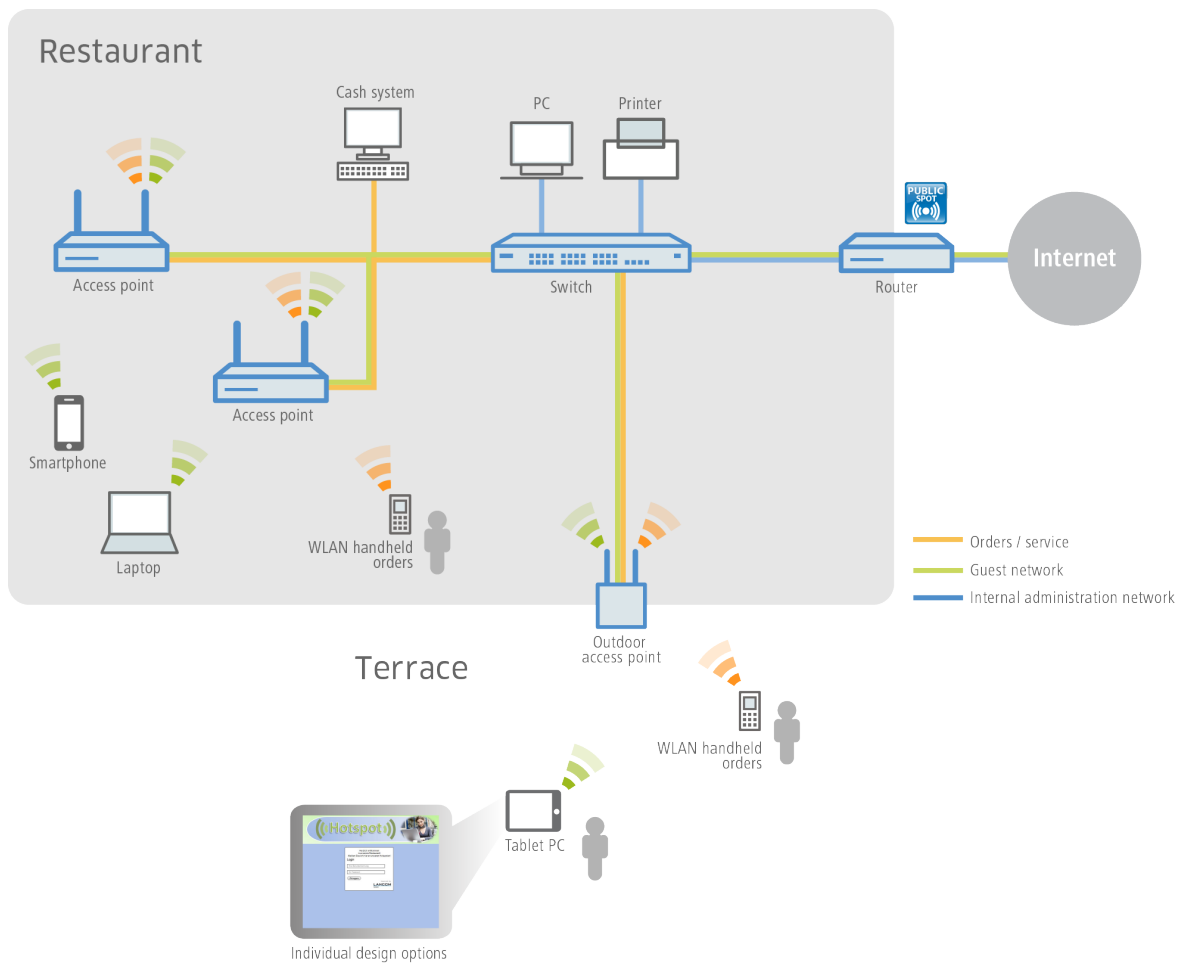 Restaurant
Cash system
PC
Printer
PUBLIC
SPOT
Internet
Access point
Switch
Router
Access point
Smartphone
Laptop
WLAN handheld
orders
Orders / service
Guest network
Internal administration network
Outdoor
access point
Terrace
WLAN handheld
orders
Tablet PC
Hotspot
Login
LANCOM
Individual design options